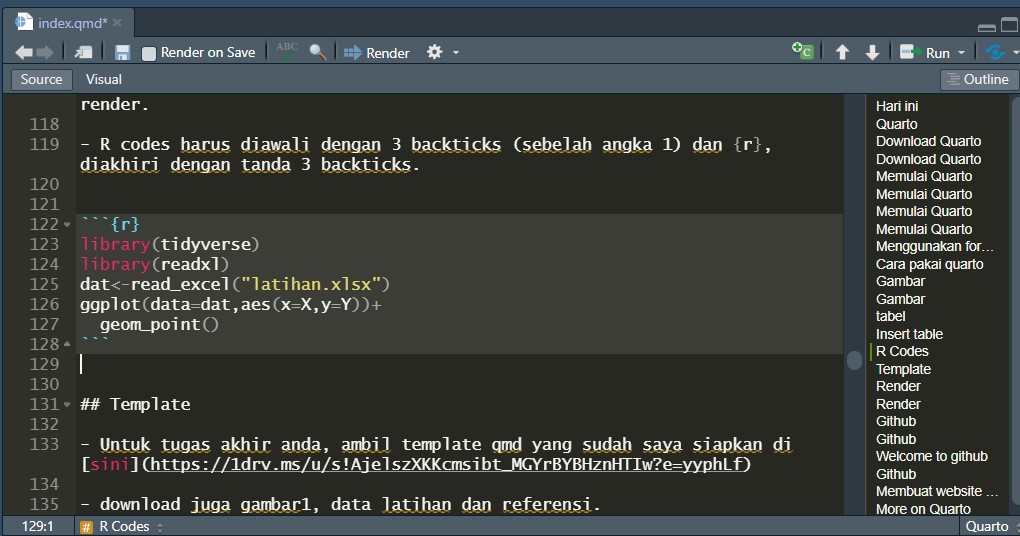 index.qmd*
Render on Save
ABC
Render
Run
Source
Visual
Outline
render.
118
119 - R codes harus diawali dengan 3 backticks (sebelah angka 1) dan {r},
diakhiri dengan tanda 3 backticks.
120
121
122 ```{r}
123 library(tidyverse)
124 library(readxl)
125 dat<-read_excel("latihan.xlsx")
126 ggplot(data=dat,aes(x=X,y=Y))+
127   geom_point()
128 ```
129
130
131 ## Template
132
133 - Untuk tugas akhir anda, ambil template qmd yang sudah saya siapkan di
[sini](https://1drv.ms/u/s!AjelszXKKcmsibt_MGYrBYBHznHTIw?e=yyphLf)
134
135 - download juga gambar1, data latihan dan referensi.
Hari ini
Quarto
Download Quarto
Download Quarto
Memulai Quarto
Memulai Quarto
Memulai Quarto
Memulai Quarto
Menggunakan for...
Cara pakai quarto
Gambar
Gambar
tabel
Insert table
R Codes
Template
Render
Render
Github
Github
Welcome to github
Github
Membuat website ...
More on Quarto
129:1
# R Codes
Quarto